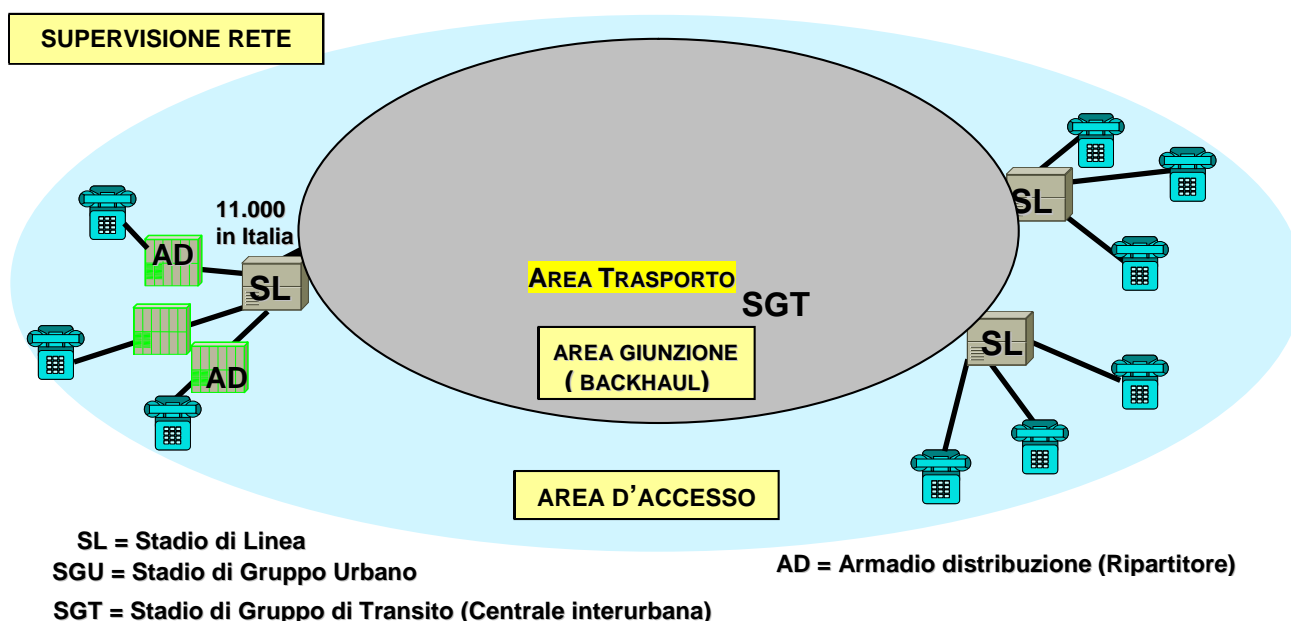 SUPERVISIONE RETE
11.000
in Italia
AD
SL
AD
SL
SL
AREA TRASPORTO
SGT
AREA GIUNZIONE
( BACKHAUL)
AREA D’ACCESSO
SL = Stadio di Linea
SGU = Stadio di Gruppo Urbano
SGT = Stadio di Gruppo di Transito (Centrale interurbana)
AD = Armadio distribuzione (Ripartitore)